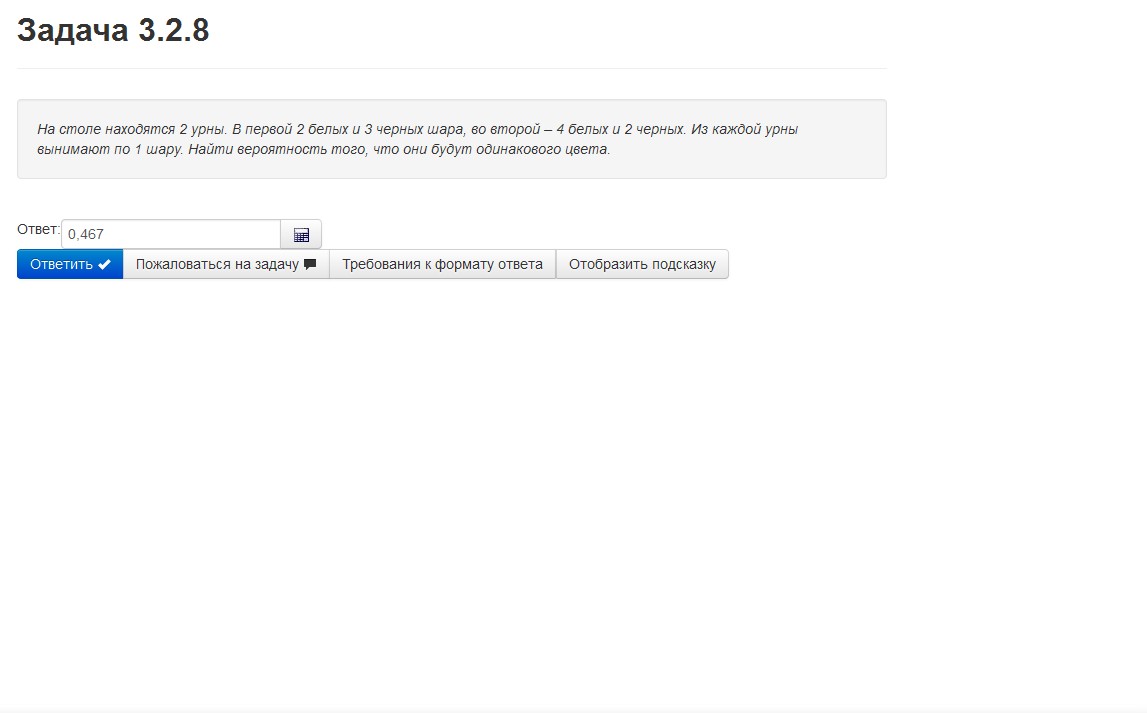 Задача 3.2.8
На столе находятся 2 урны. В первой 2 белых и 3 черных шара, во второй – 4 белых и 2 черных. Из каждой урны
вынимают по 1 шару. Найти вероятность того, что они будут одинакового цвета.
Ответ: 0,467
Ответить Пожаловаться на задачу Требования к формату ответа Отобразить подсказку